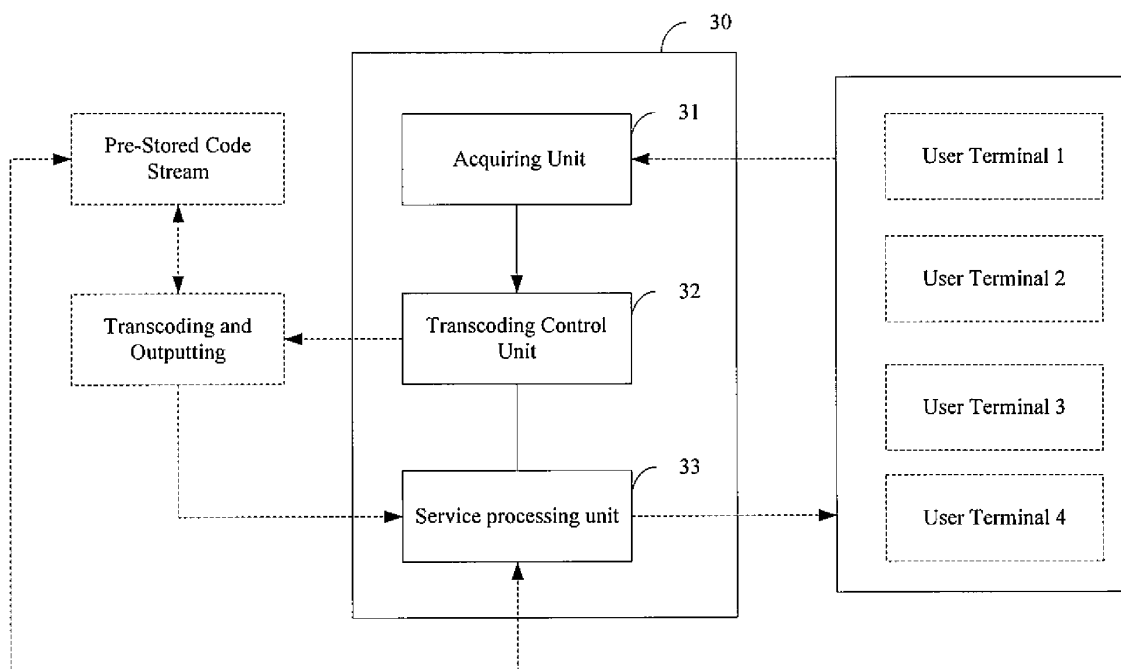 30
31
Pre-Stored Code
Stream
Acquiring Unit
User Terminal 1
32
User Terminal 2
Transcoding and
Outputting
Transcoding Control
Unit
User Terminal 3
33
Service processing unit
User Terminal 4